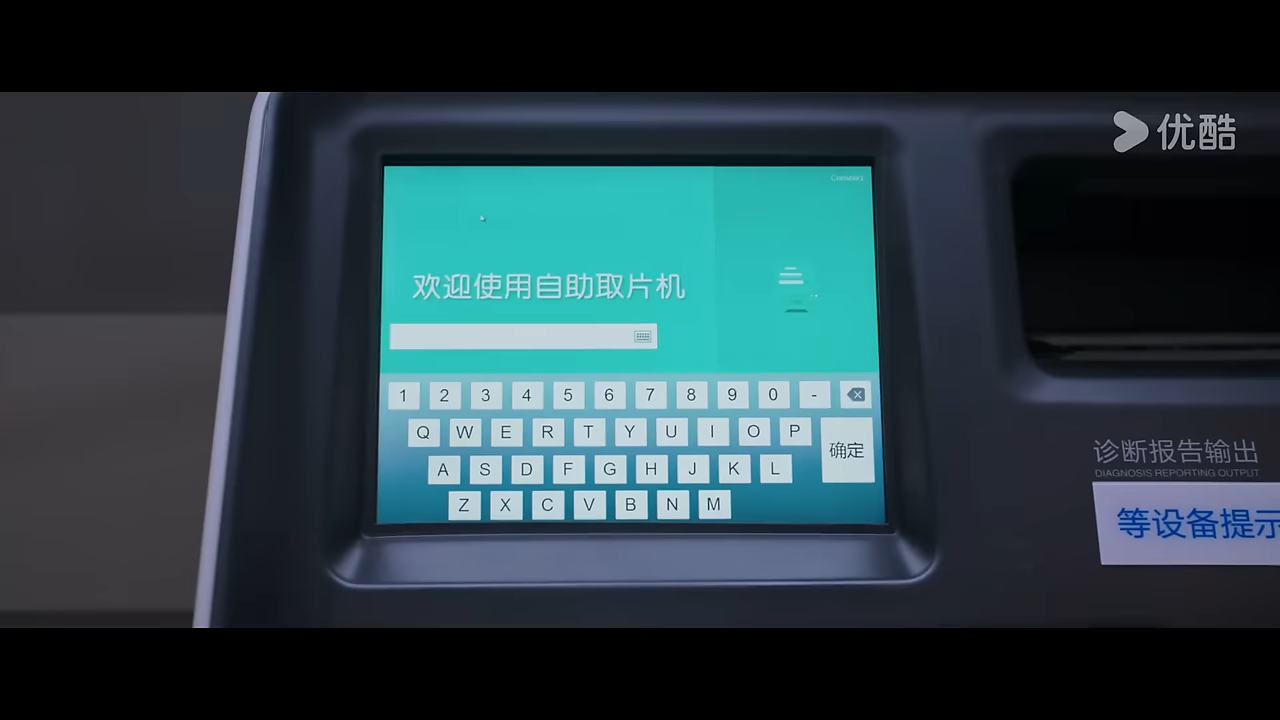 优酷
欢迎使用自助取片机
1 2 3 4 5 6 7 8 9 0 -
Q W E R T Y U I O P
确定
A S D F G H J K L
Z X C V B N M
诊断报告输出
DIAGNOSIS REPORTING OUTPUT
等设备提示